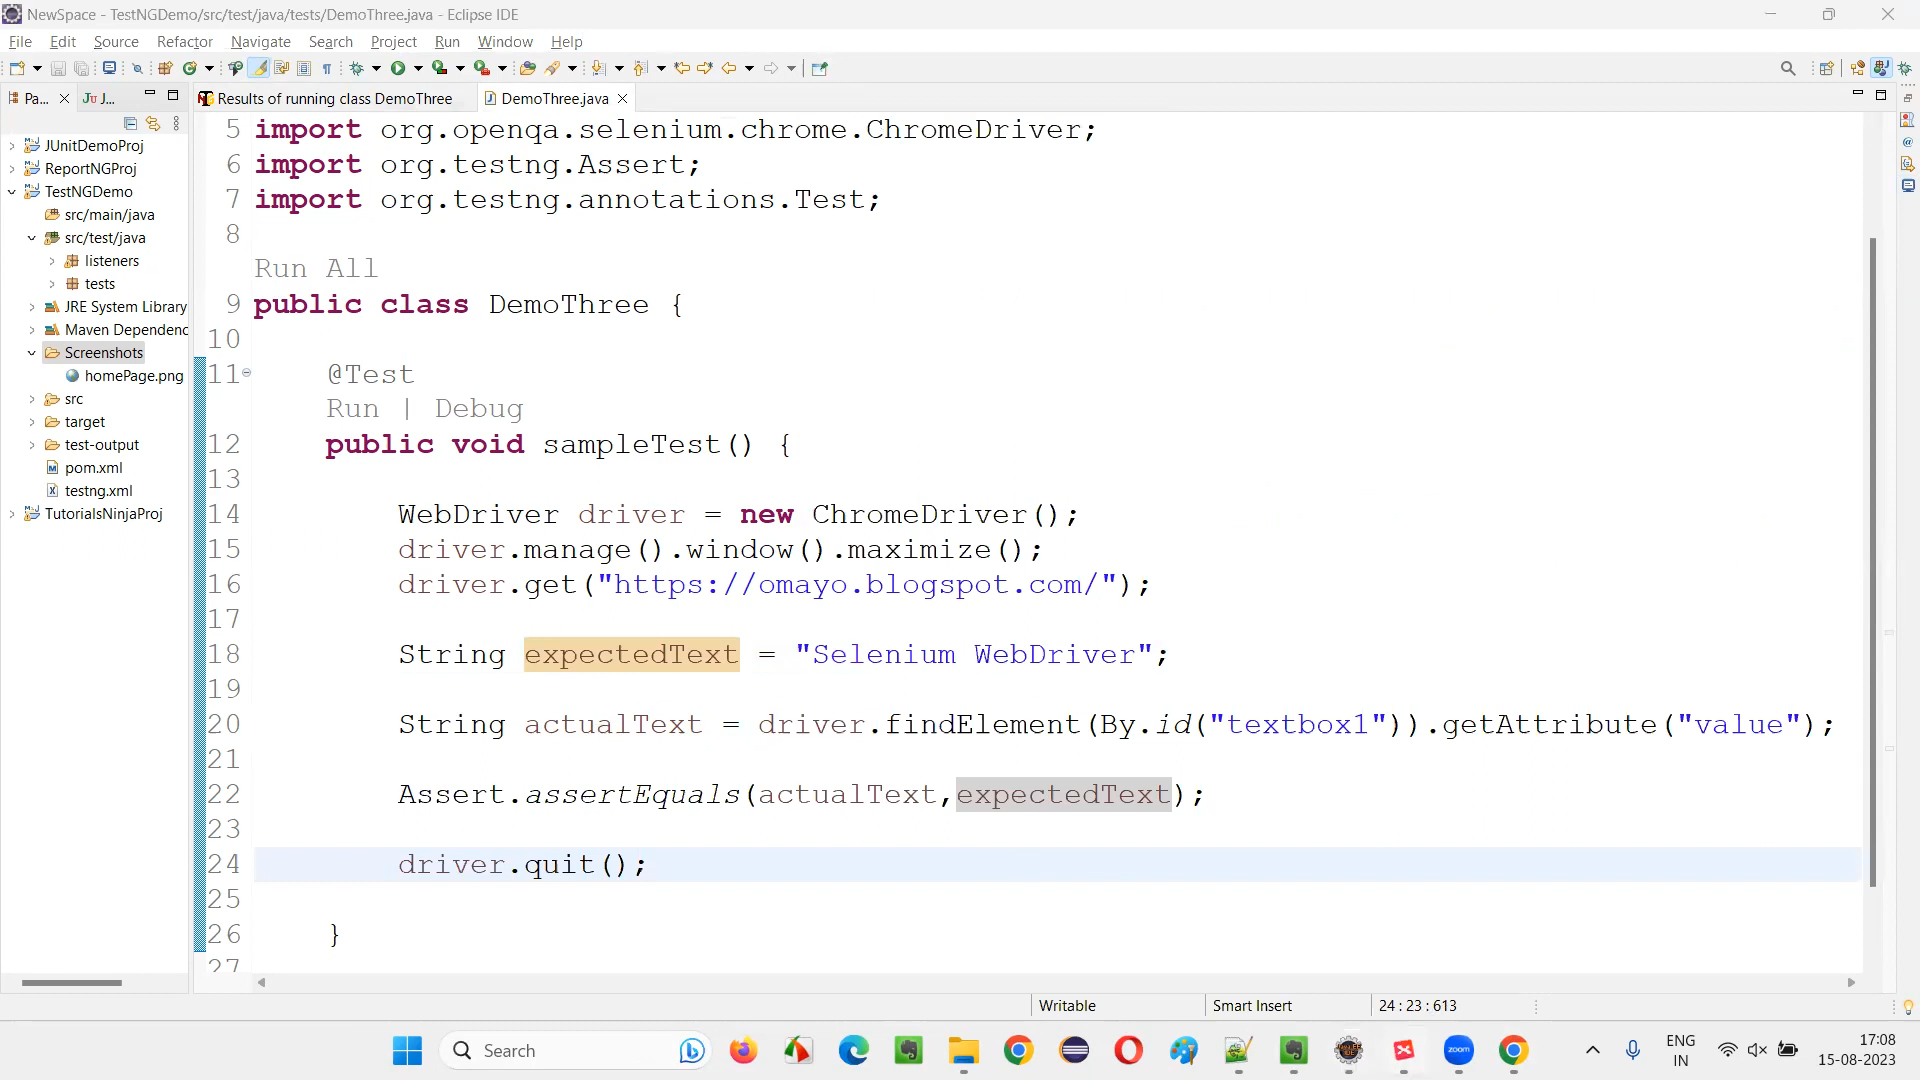 NewSpace - TestNGDemo/src/test/java/tests/DemoThree.java - Eclipse IDE
File Edit Source Refactor Navigate Search Project Run Window Help
Pa... J... Results of running class DemoThree DemoThree.java
JUnitDemoProj
ReportNGProj
TestNGDemo
src/main/java
src/test/java
listeners
tests
JRE System Library
Maven Dependenc
Screenshots
homePage.png
src
target
test-output
pom.xml
testng.xml
TutorialsNinjaProj
5 import org.openqa.selenium.chrome.ChromeDriver;
6 import org.testng.Assert;
7 import org.testng.annotations.Test;
8
Run All
9 public class DemoThree {
10
11 @Test
Run | Debug
12 public void sampleTest() {
13
14 WebDriver driver = new ChromeDriver();
15 driver.manage().window().maximize();
16 driver.get("https://omayo.blogspot.com/");
17
18 String expectedText = "Selenium WebDriver";
19
20 String actualText = driver.findElement(By.id("textbox1")).getAttribute("value");
21
22 Assert.assertEquals(actualText,expectedText);
23
24 driver.quit();
25
26 }
27
Writable Smart Insert 24 : 23 : 613
Search
zoom
ENG
IN
17:08
15-08-2023